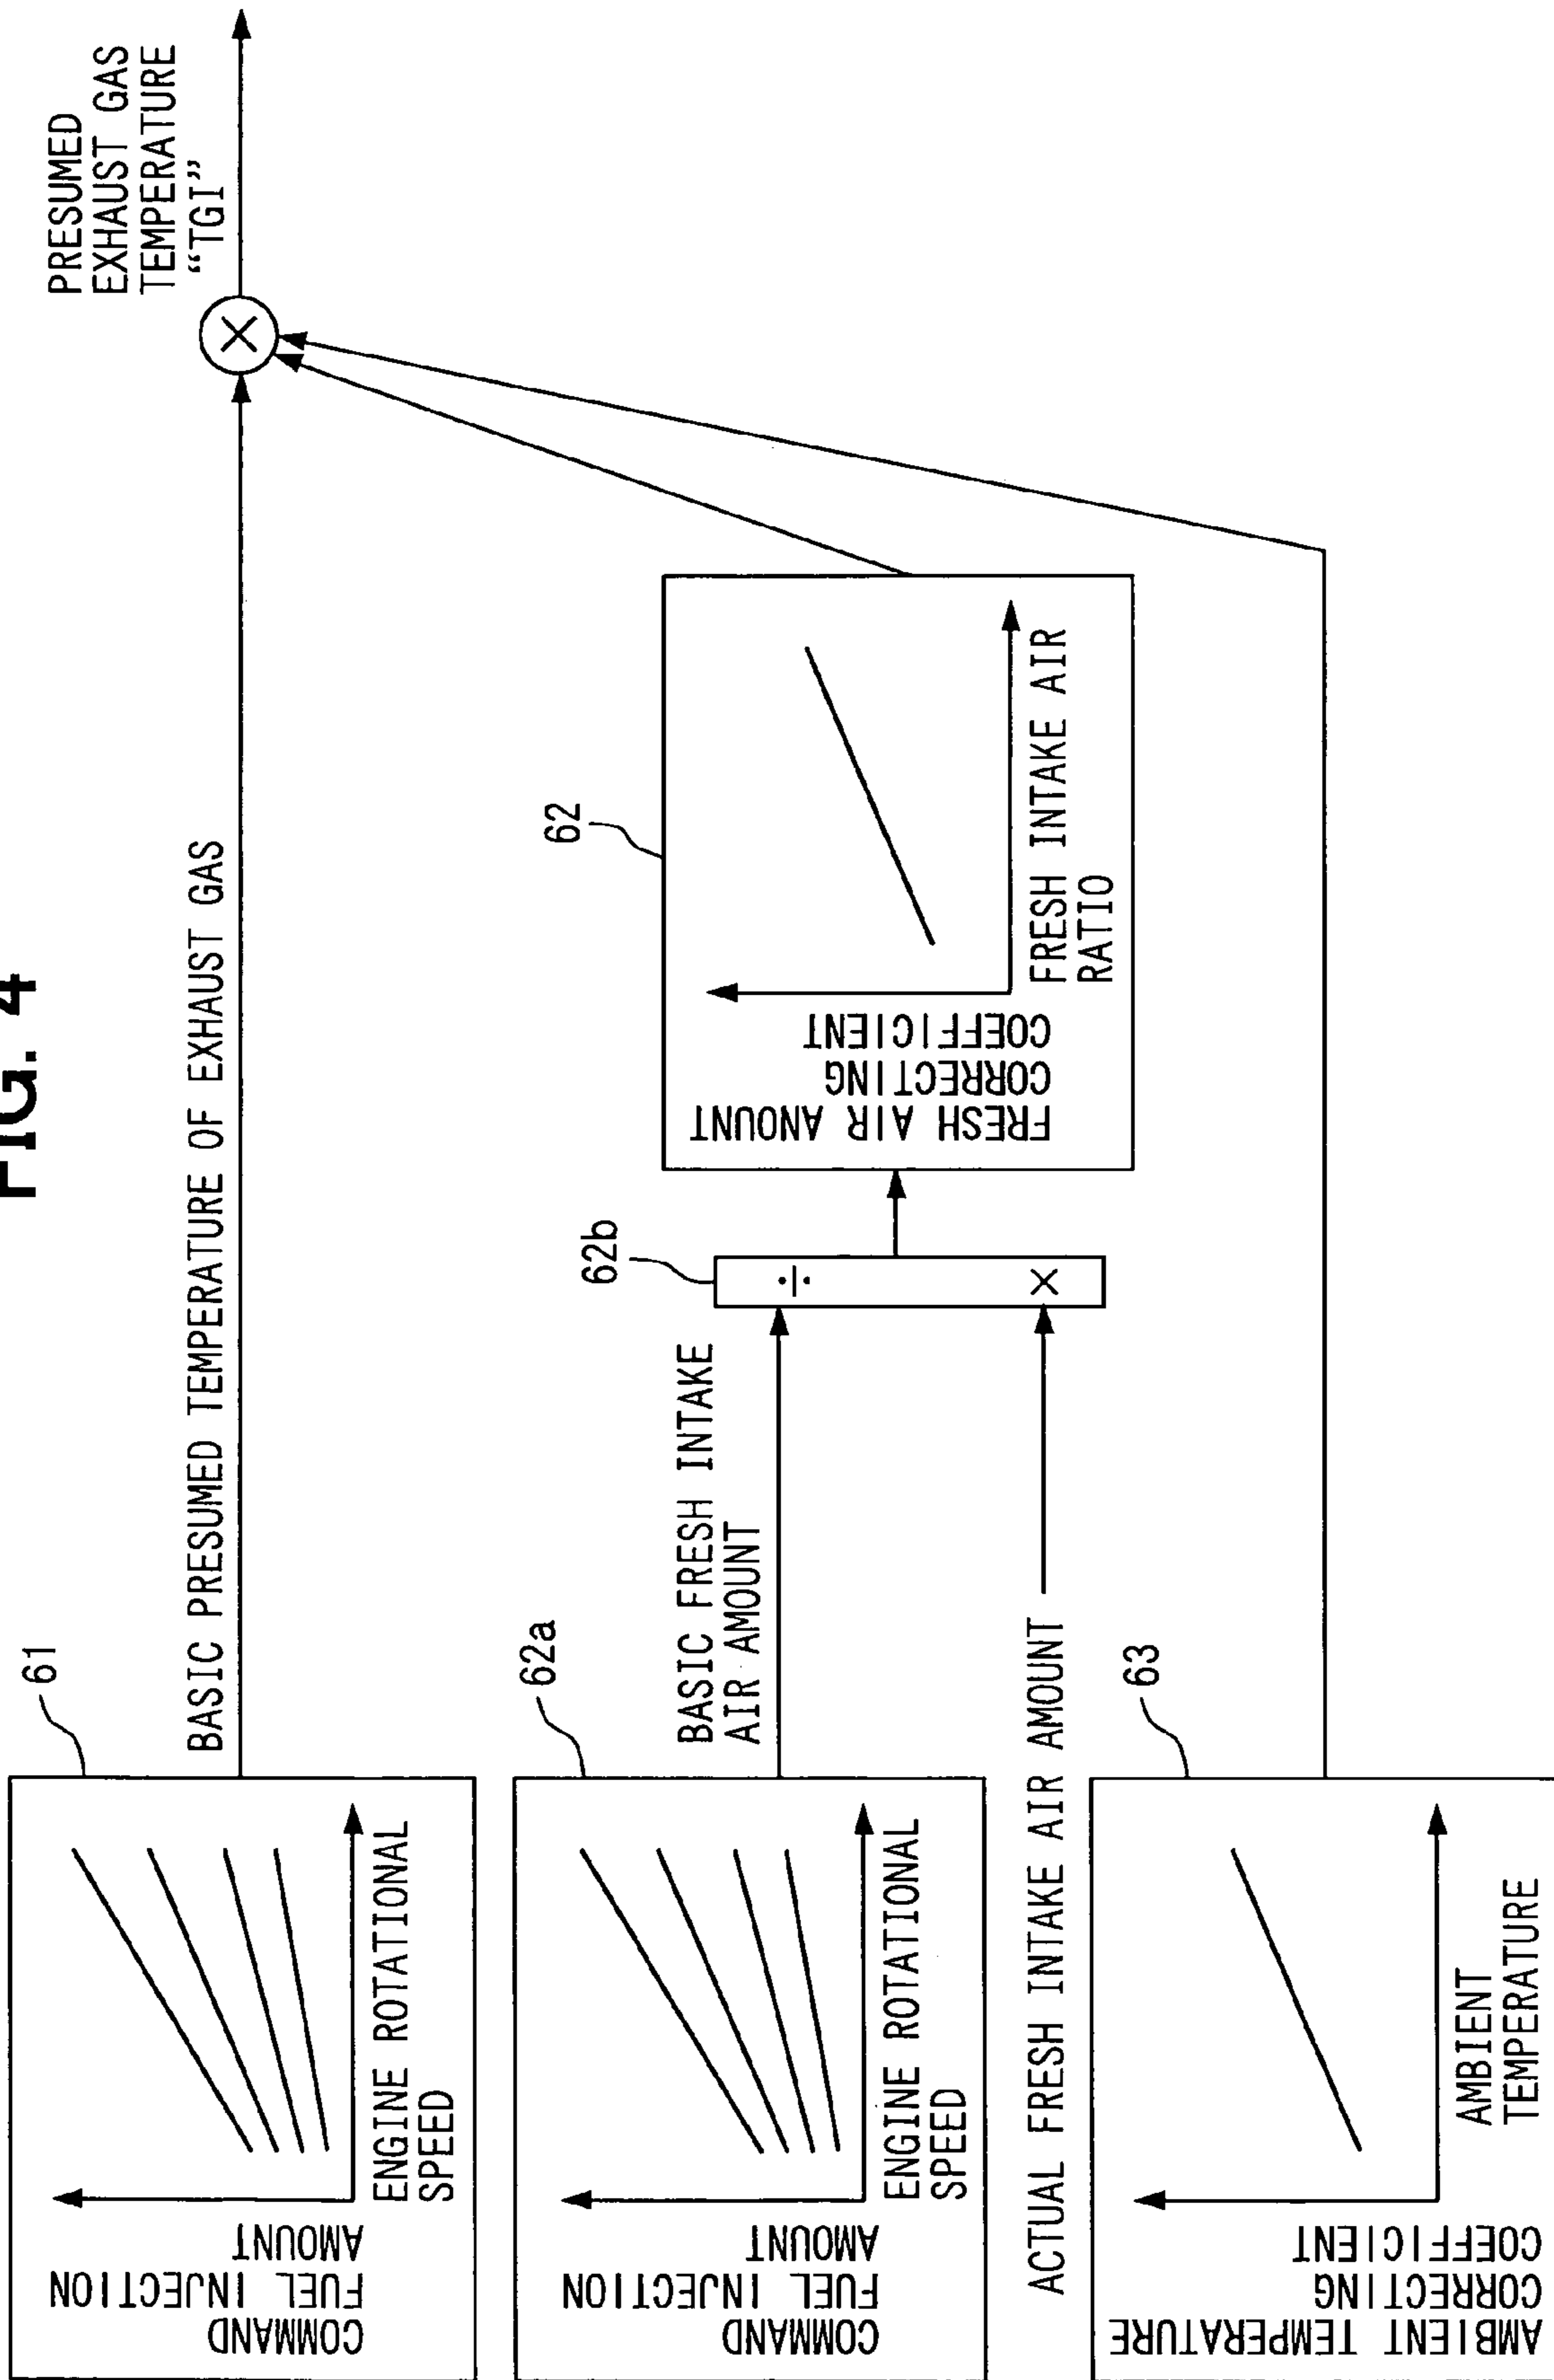 FIG. 4
61
COMMAND
FUEL INJECTION
AMOUNT
ENGINE ROTATIONAL
SPEED
BASIC PRESUMED TEMPERATURE OF EXHAUST GAS
×
PRESUMED
EXHAUST GAS
TEMPERATURE
“TGI”
62a
COMMAND
FUEL INJECTION
AMOUNT
ENGINE ROTATIONAL
SPEED
BASIC FRESH INTAKE
AIR AMOUNT
ACTUAL FRESH INTAKE AIR AMOUNT
62b
÷
×
62
FRESH AIR ANOUNT
CORRECTING
COEFFICIENT
FRESH INTAKE AIR
RATIO
63
AMBIENT TEMPERATURE
CORRECTING
COEFFICIENT
AMBIENT
TEMPERATURE